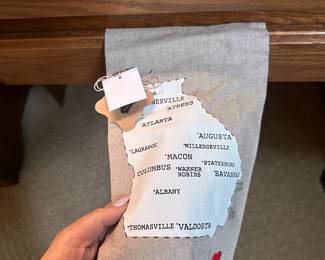 ATHENS
ATLANTA
AUGUSTA
LAGRANGE
MILLEDGEVILLE
MACON
STATESBORO
COLUMBUS
WARNER
ROBINS
SAVANNAH
ALBANY
THOMASVILLE
VALDOSTA